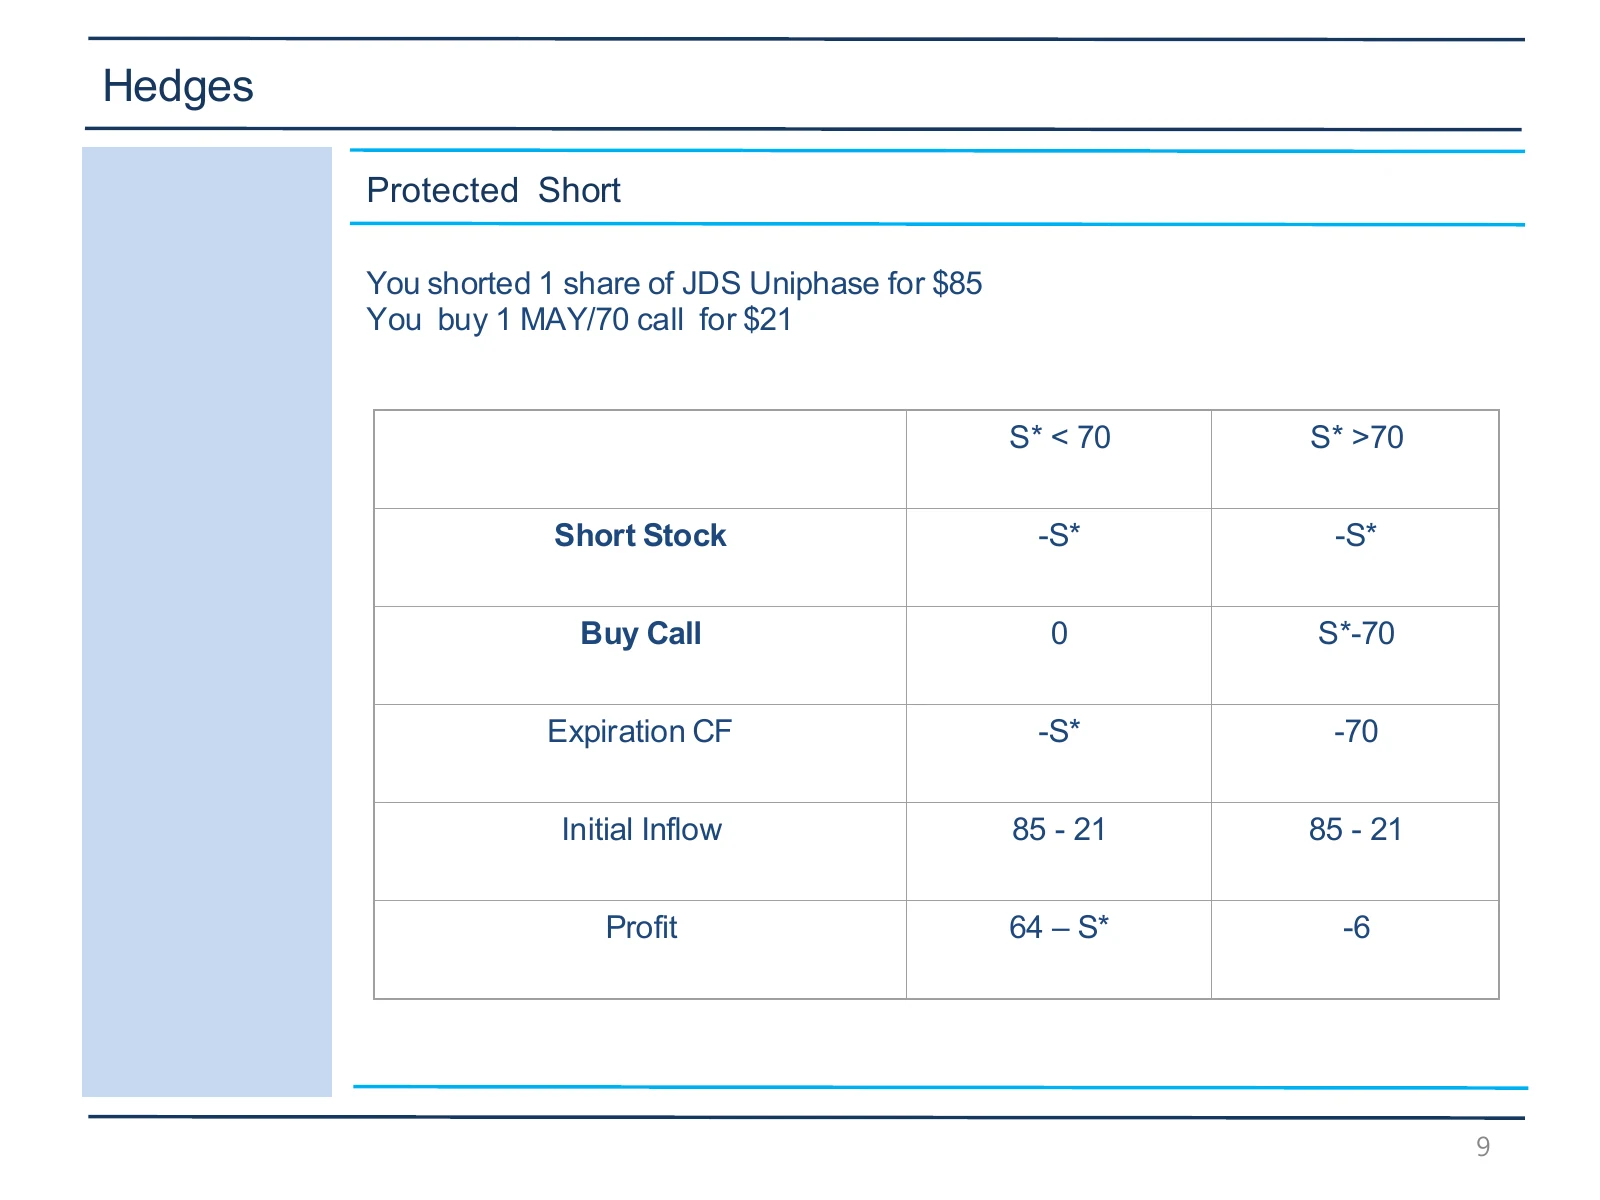 Hedges
Protected Short
You shorted 1 share of JDS Uniphase for $85
You buy 1 MAY/70 call for $21
S* < 70 S* >70
Short Stock -S* -S*
Buy Call 0 S*-70
Expiration CF -S* -70
Initial Inflow 85 - 21 85 - 21
Profit 64 – S* -6
9